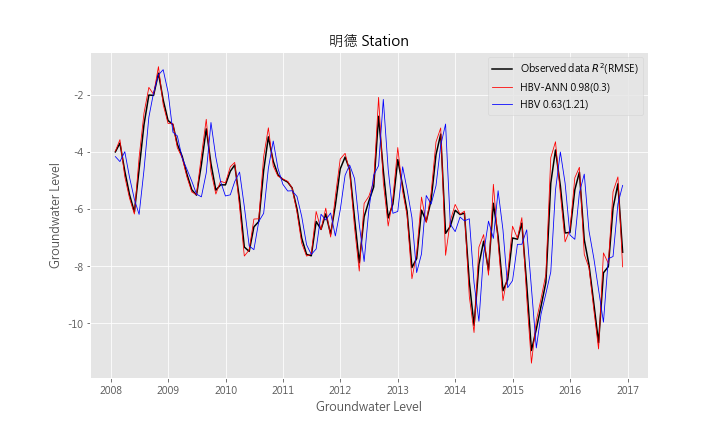 明德 Station
Observed data R²(RMSE)
HBV-ANN 0.98(0.3)
HBV 0.63(1.21)
Groundwater Level
-2
-4
-6
-8
-10
2008 2009 2010 2011 2012 2013 2014 2015 2016 2017
Groundwater Level